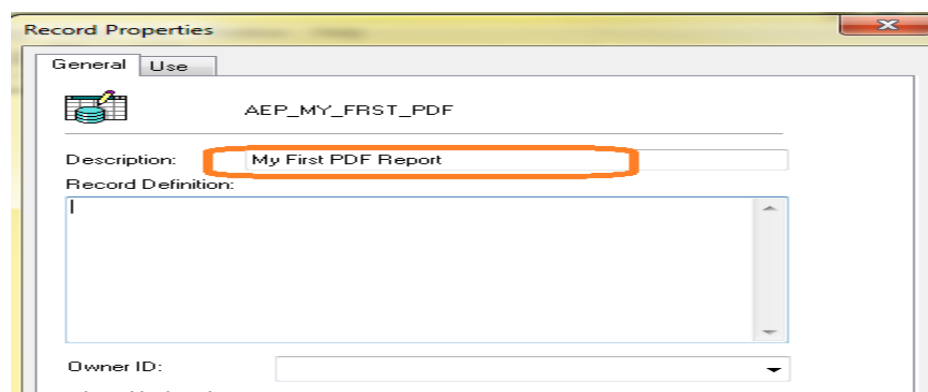 Record Properties
General Use
AEP_MY_FRST_PDF
Description: My First PDF Report
Record Definition:
Owner ID: